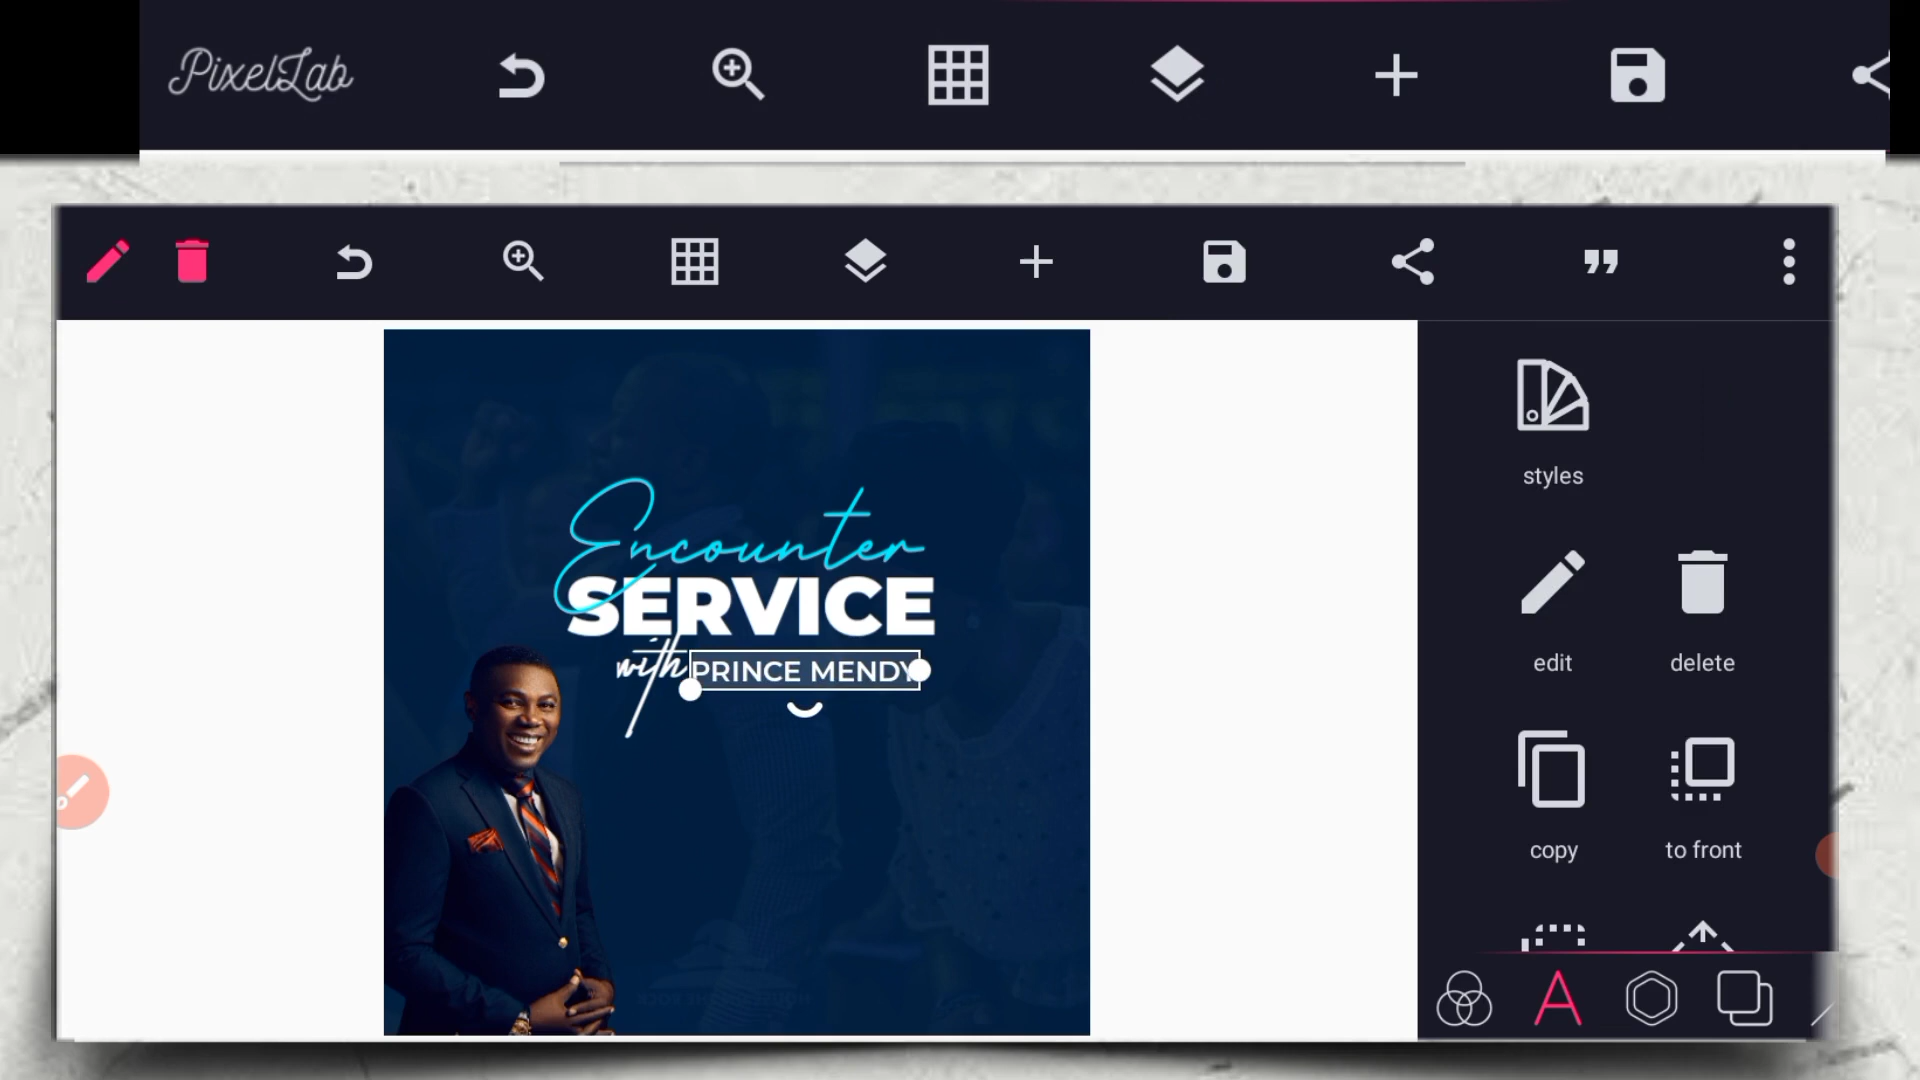 PixelLab
styles
Encounter
SERVICE
with PRINCE MENDY
edit
delete
copy
to front